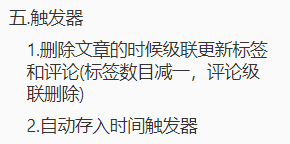 五.触发器
1.删除文章的时候级联更新标签
和评论(标签数目减一，评论级
联删除)
2.自动存入时间触发器